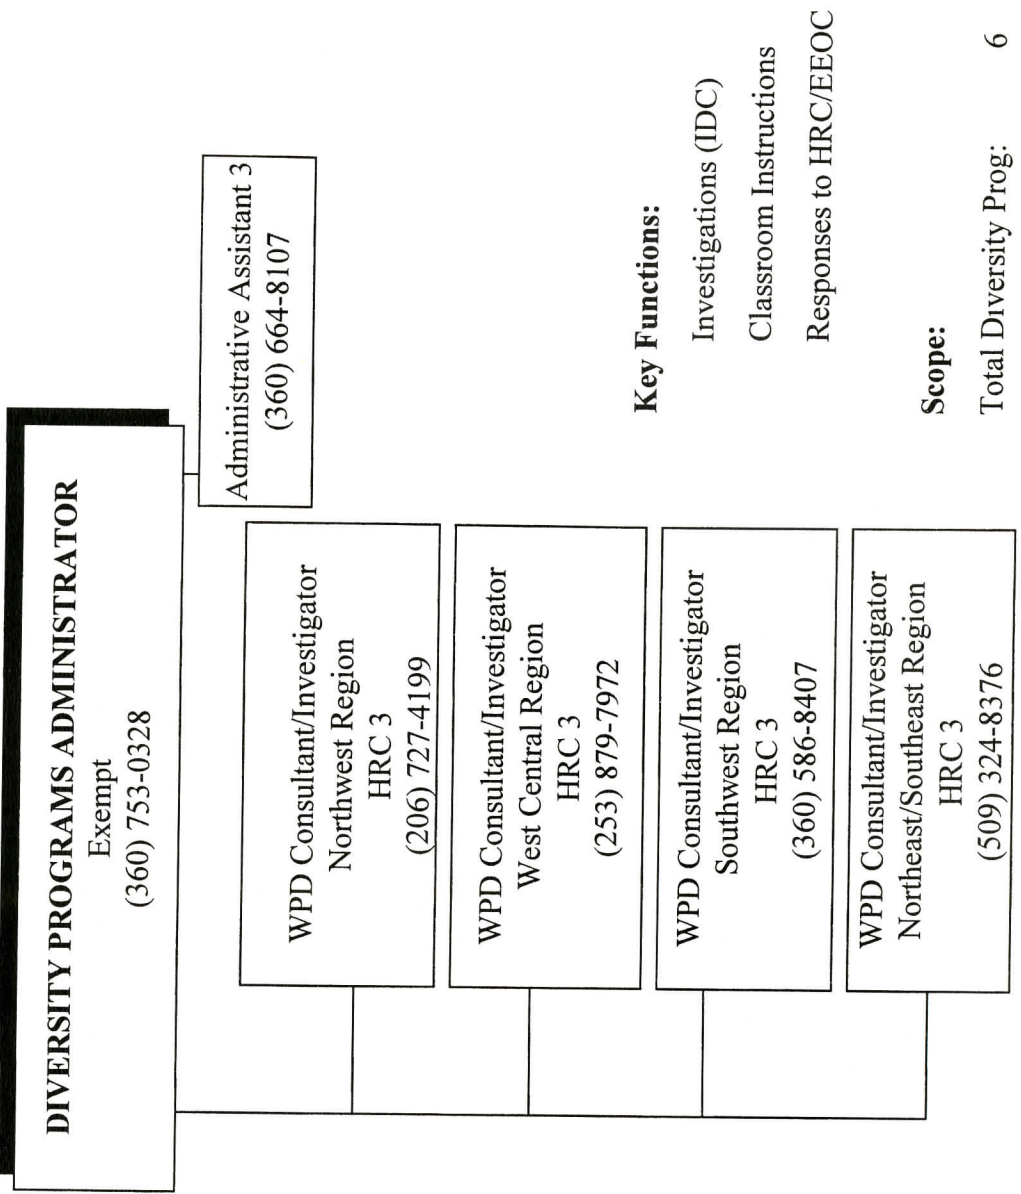 DIVERSITY PROGRAMS ADMINISTRATOR
Exempt
(360) 753-0328
Administrative Assistant 3
(360) 664-8107
WPD Consultant/Investigator
Northwest Region
HRC 3
(206) 727-4199
WPD Consultant/Investigator
West Central Region
HRC 3
(253) 879-7972
WPD Consultant/Investigator
Southwest Region
HRC 3
(360) 586-8407
WPD Consultant/Investigator
Northeast/Southeast Region
HRC 3
(509) 324-8376
Key Functions:
Investigations (IDC)
Classroom Instructions
Responses to HRC/EEOC
Scope:
Total Diversity Prog: 6